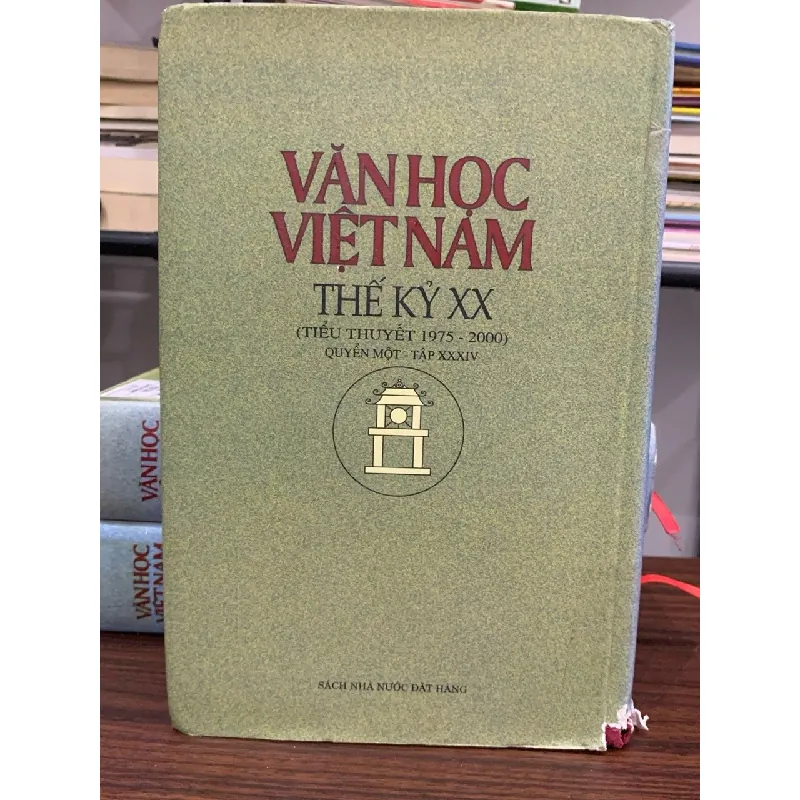 VĂN HỌC
VIỆT NAM
THẾ KỶ XX
(TIỂU THUYẾT 1975 - 2000)
QUYỂN MỘT - TẬP XXXIV
SÁCH NHÀ NƯỚC ĐẶT HÀNG
VĂN HỌC
VĂN HỌC
VIỆT NAM